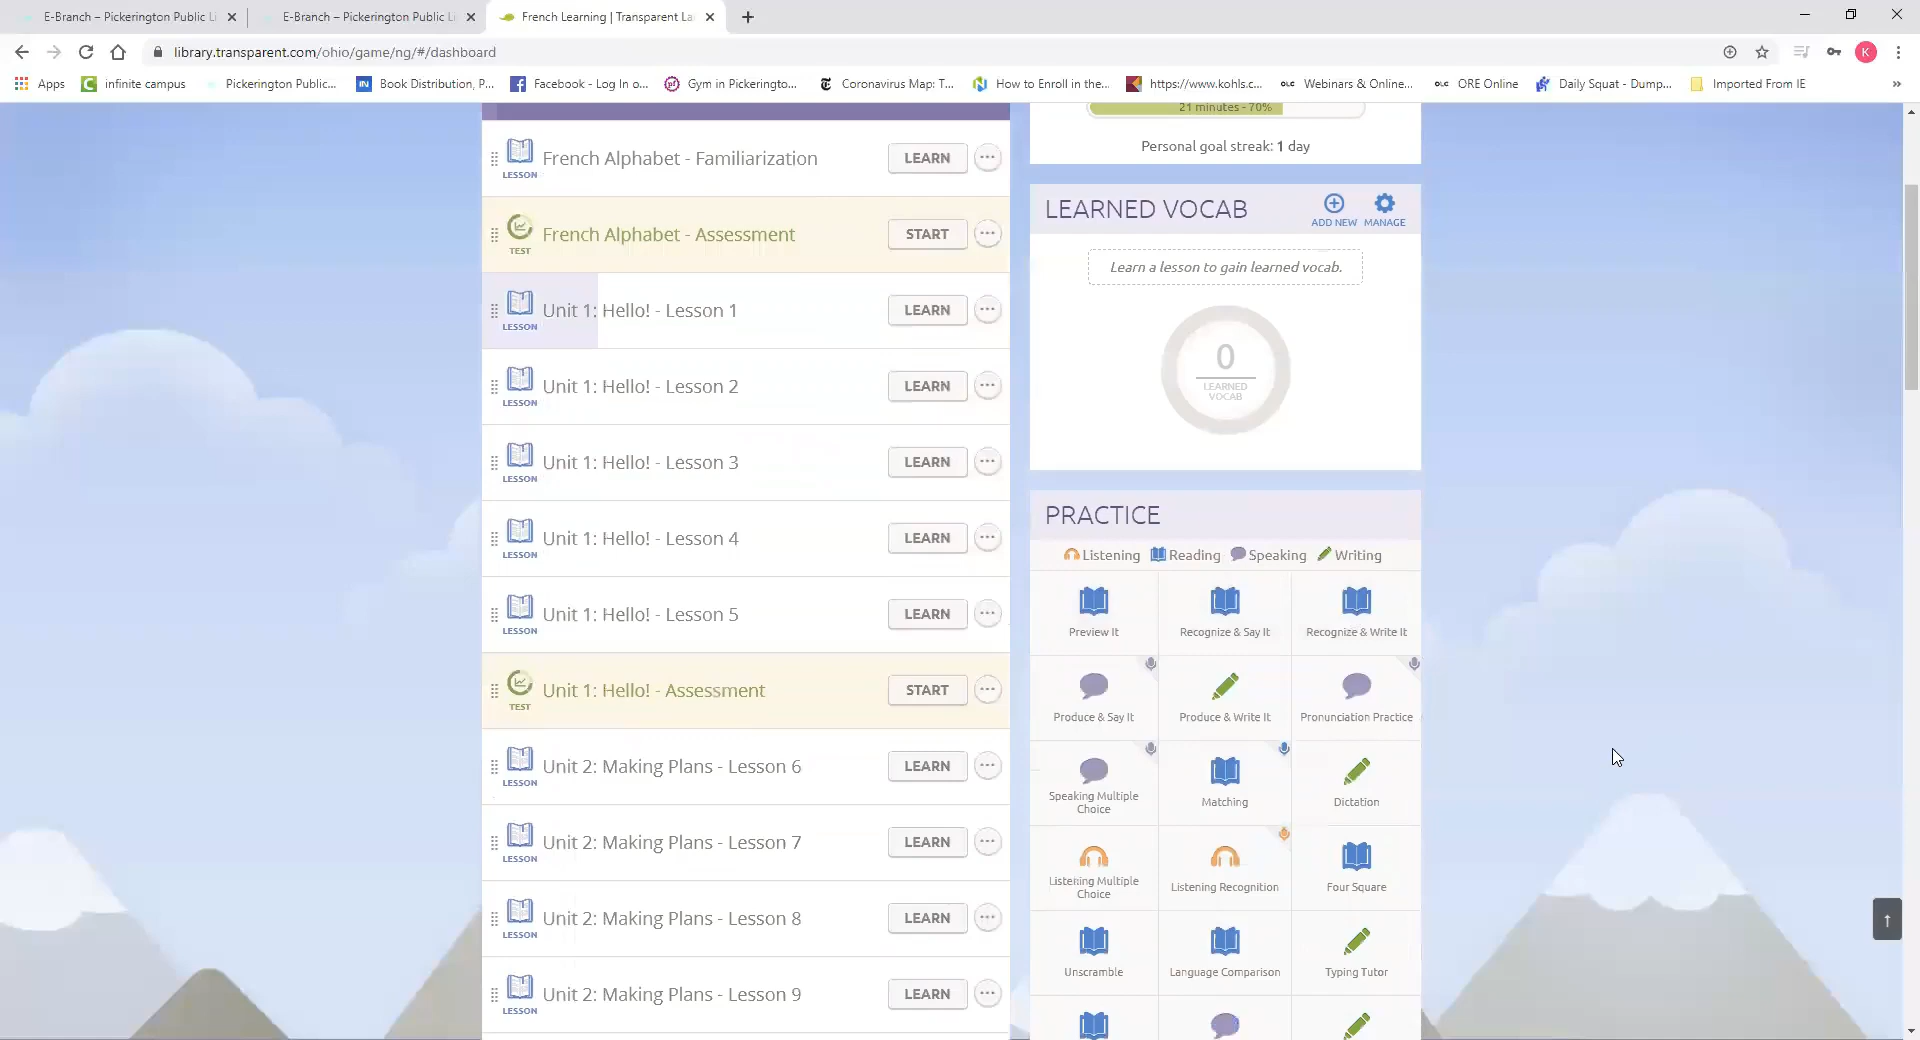 E-Branch – Pickerington Public Li
E-Branch – Pickerington Public Li
French Learning | Transparent La
library.transparent.com/ohio/game/ng/#/dashboard
K
Apps
infinite campus
Pickerington Public...
Book Distribution, P...
Facebook - Log In o...
Gym in Pickeringto...
Coronavirus Map: T...
How to Enroll in the...
https://www.kohls.c...
Webinars & Online...
ORE Online
Daily Squat - Dump...
Imported From IE
French Alphabet - Familiarization
LEARN
LESSON
French Alphabet - Assessment
START
TEST
Unit 1: Hello! - Lesson 1
LEARN
LESSON
Unit 1: Hello! - Lesson 2
LEARN
LESSON
Unit 1: Hello! - Lesson 3
LEARN
LESSON
Unit 1: Hello! - Lesson 4
LEARN
LESSON
Unit 1: Hello! - Lesson 5
LEARN
LESSON
Unit 1: Hello! - Assessment
START
TEST
Unit 2: Making Plans - Lesson 6
LEARN
LESSON
Unit 2: Making Plans - Lesson 7
LEARN
LESSON
Unit 2: Making Plans - Lesson 8
LEARN
LESSON
Unit 2: Making Plans - Lesson 9
LEARN
LESSON
21 minutes - 70%
Personal goal streak: 1 day
LEARNED VOCAB
ADD NEW
MANAGE
Learn a lesson to gain learned vocab.
0
LEARNED
VOCAB
PRACTICE
Listening Reading Speaking Writing
Preview It
Recognize & Say It
Recognize & Write It
Produce & Say It
Produce & Write It
Pronunciation Practice
Speaking Multiple
Choice
Matching
Dictation
Listening Multiple
Choice
Listening Recognition
Four Square
Unscramble
Language Comparison
Typing Tutor